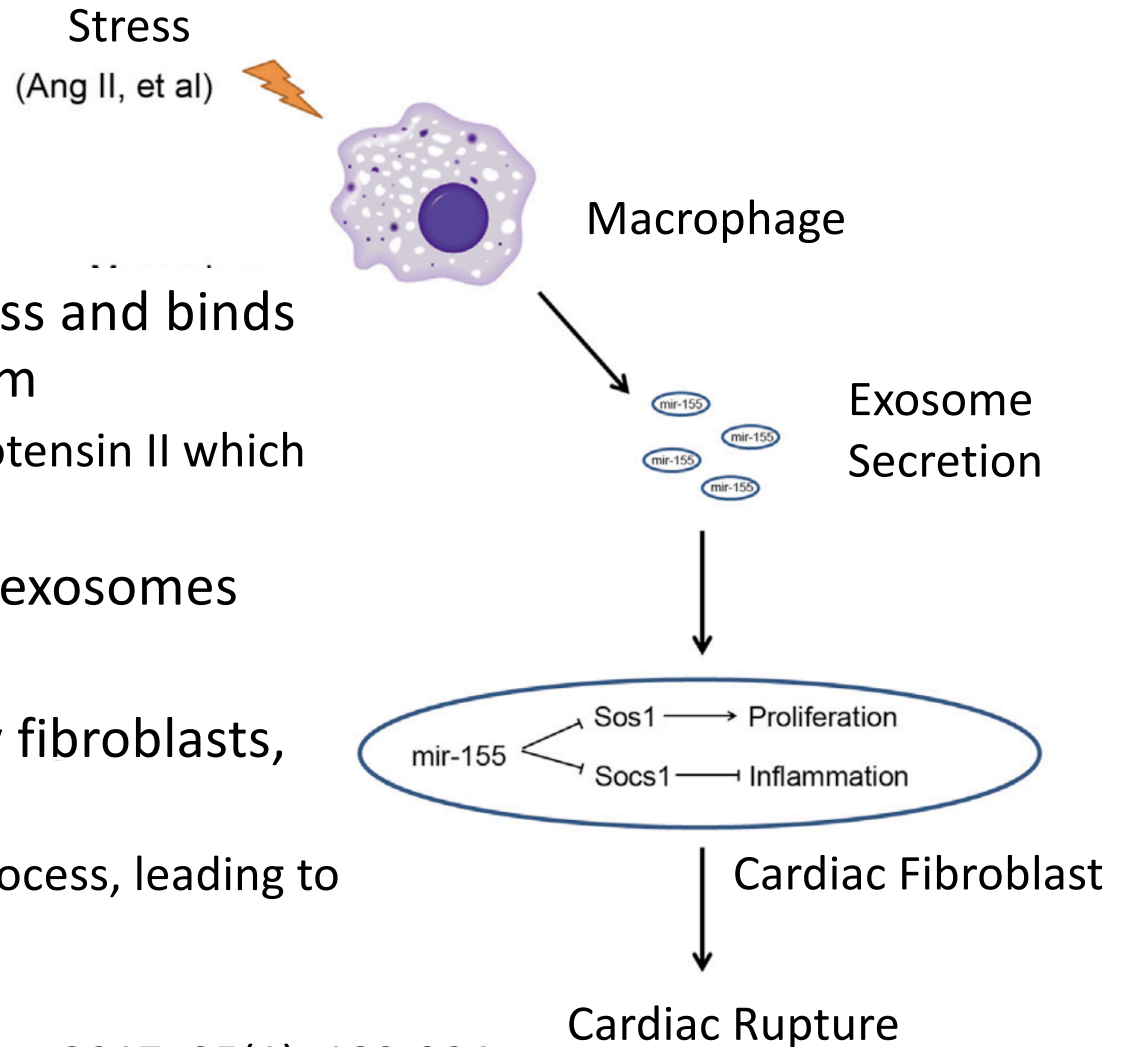 Stress
(Ang II, et al)
Macrophage
ss and binds
m
otensin II which
exosomes
fibroblasts,
ocess, leading to
mir-155
mir-155
mir-155
mir-155
Exosome
Secretion
mir-155
Sos1
Proliferation
Socs1
Inflammation
Cardiac Fibroblast
Cardiac Rupture